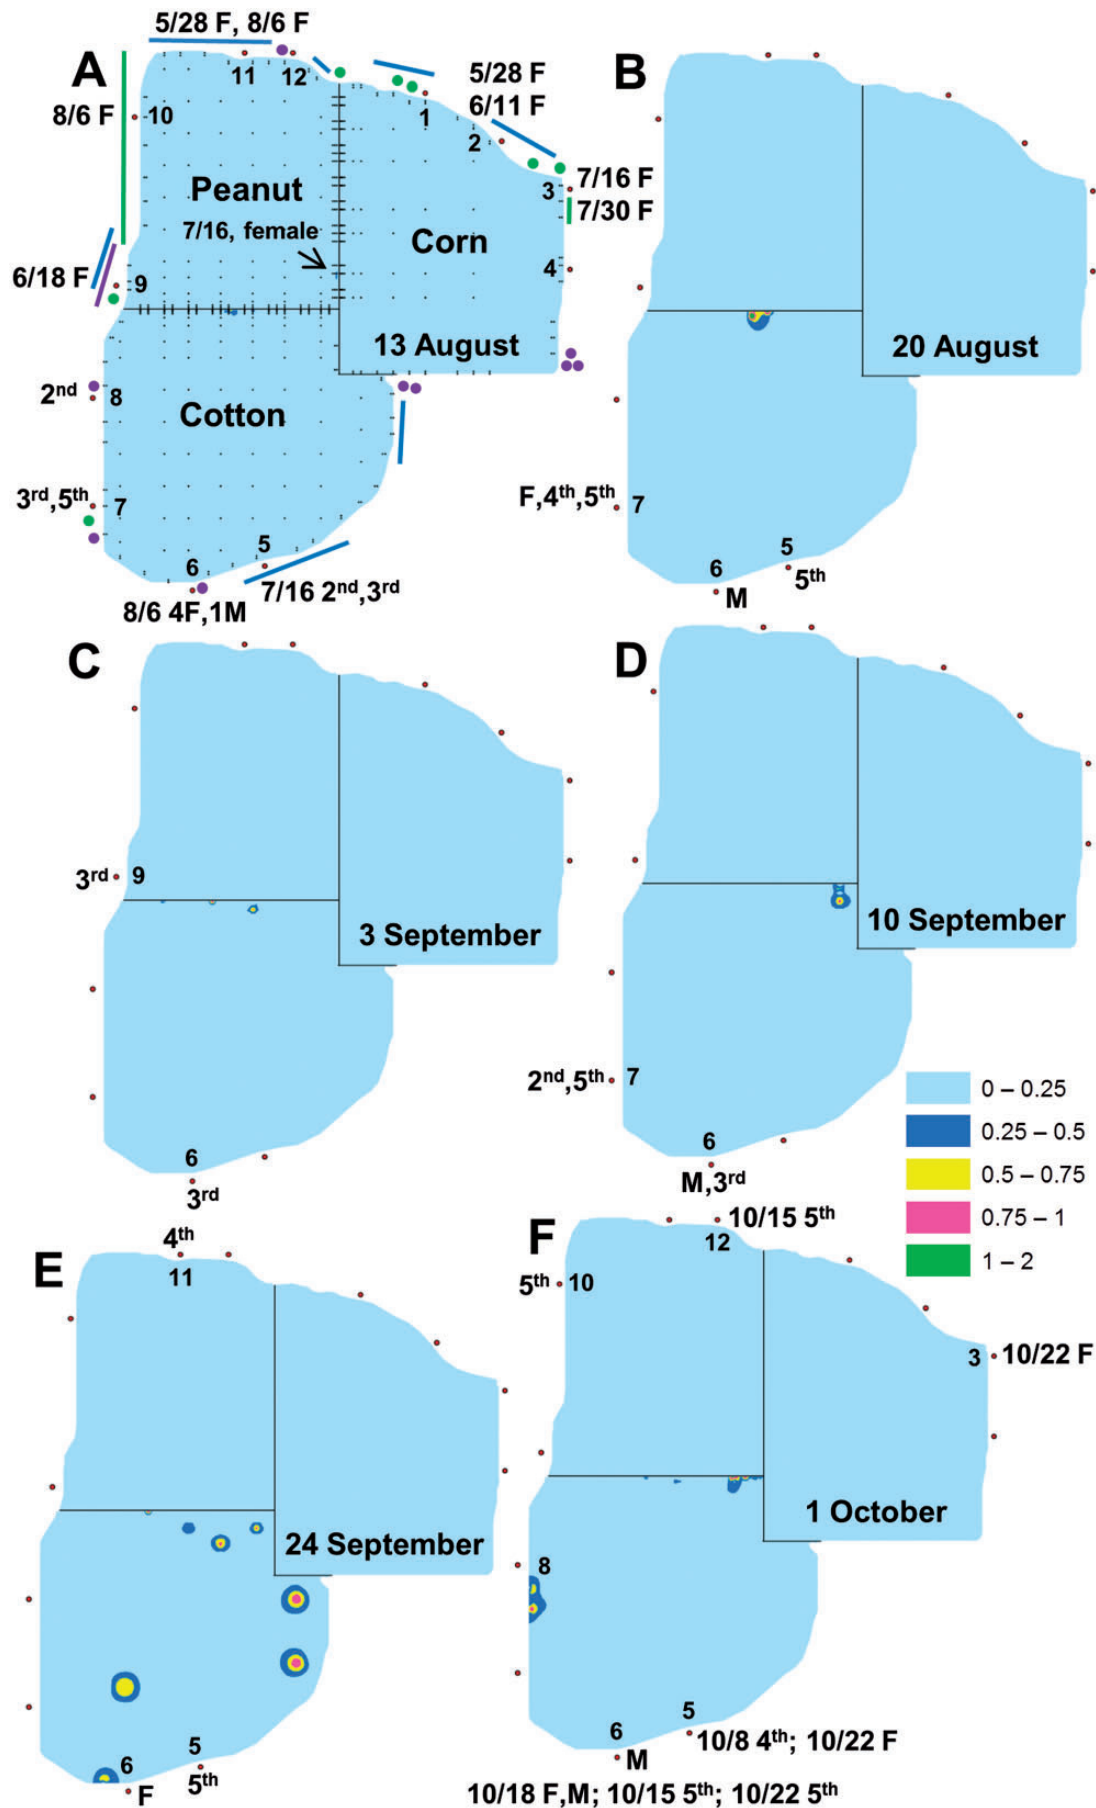 5/28 F, 8/6 F
A
11 12
5/28 F
6/11 F
8/6 F
10
1
2
Peanut
7/16 F
3
7/30 F
7/16, female
Corn
6/18 F
9
4
13 August
2nd
8
Cotton
3rd,5th
7
5
6
7/16 2nd,3rd
8/6 4F,1M
B
20 August
F,4th,5th
7
5
6
5th
M
C
3rd
9
3 September
6
3rd
D
10 September
2nd,5th
7
6
M,3rd
0 – 0.25
0.25 – 0.5
0.5 – 0.75
0.75 – 1
1 – 2
E
4th
11
24 September
5
6
5th
F
F
10/15 5th
12
5th
10
3
10/22 F
1 October
8
5
6
10/8 4th; 10/22 F
M
10/18 F,M; 10/15 5th; 10/22 5th